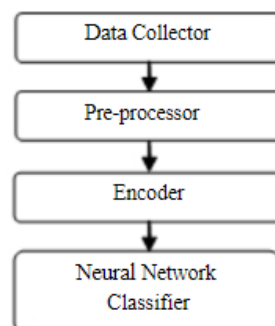 Data Collector
Pre-processor
Encoder
Neural Network
Classifier